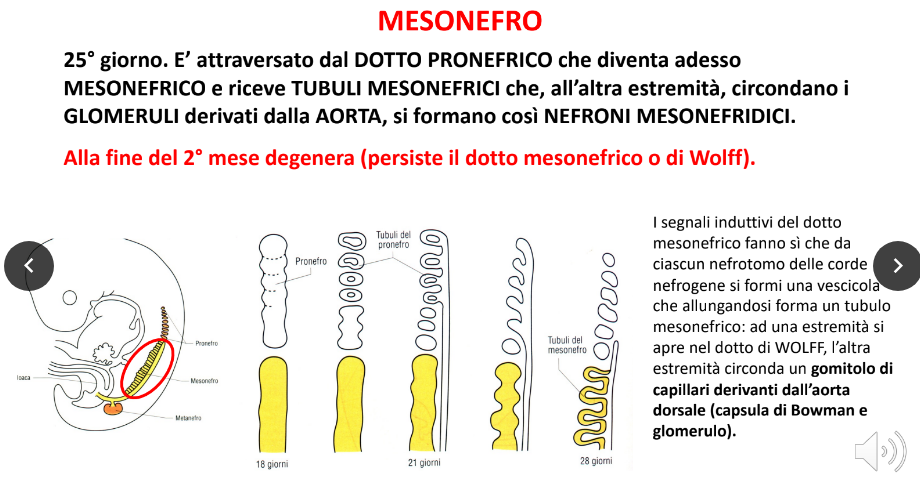 MESONEFRO
25° giorno. E’ attraversato dal DOTTO PRONEFRICO che diventa adesso
MESONEFRICO e riceve TUBULI MESONEFRICI che, all’altra estremità, circondano i
GLOMERULI derivati dalla AORTA, si formano così NEFRONI MESONEFRIDICI.
Alla fine del 2° mese degenera (persiste il dotto mesonefrico o di Wolff).
Pronefro
Mesonefro
Metanefro
loaca
Pronefro
Tubuli del
pronefro
Tubuli del
mesonefro
18 giorni
21 giorni
28 giorni
I segnali induttivi del dotto
mesonefrico fanno sì che da
ciascun nefrotomo delle corde
nefrogene si formi una vescicola
che allungandosi forma un tubulo
mesonefrico: ad una estremità si
apre nel dotto di WOLFF, l’altra
estremità circonda un gomitolo di
capillari derivanti dall’aorta
dorsale (capsula di Bowman e
glomerulo).